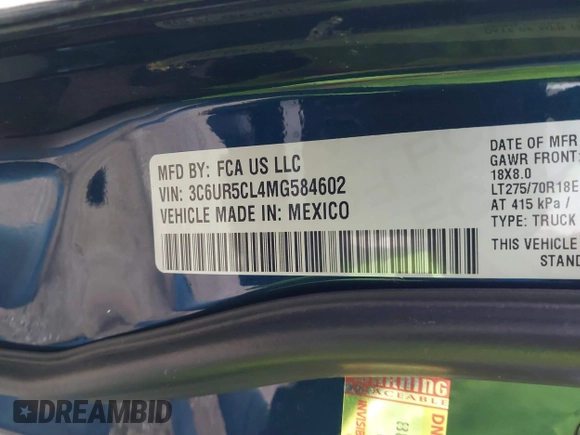 MFD BY: FCA US LLC
VIN: 3C6UR5CL4MG584602
VEHICLE MADE IN: MEXICO
DATE OF MFR
GAWR FRONT:
18X8.0
LT275/70R18E
AT 415 kPa /
TYPE: TRUCK
THIS VEHICLE
STAND
WARNING
DREAMBID